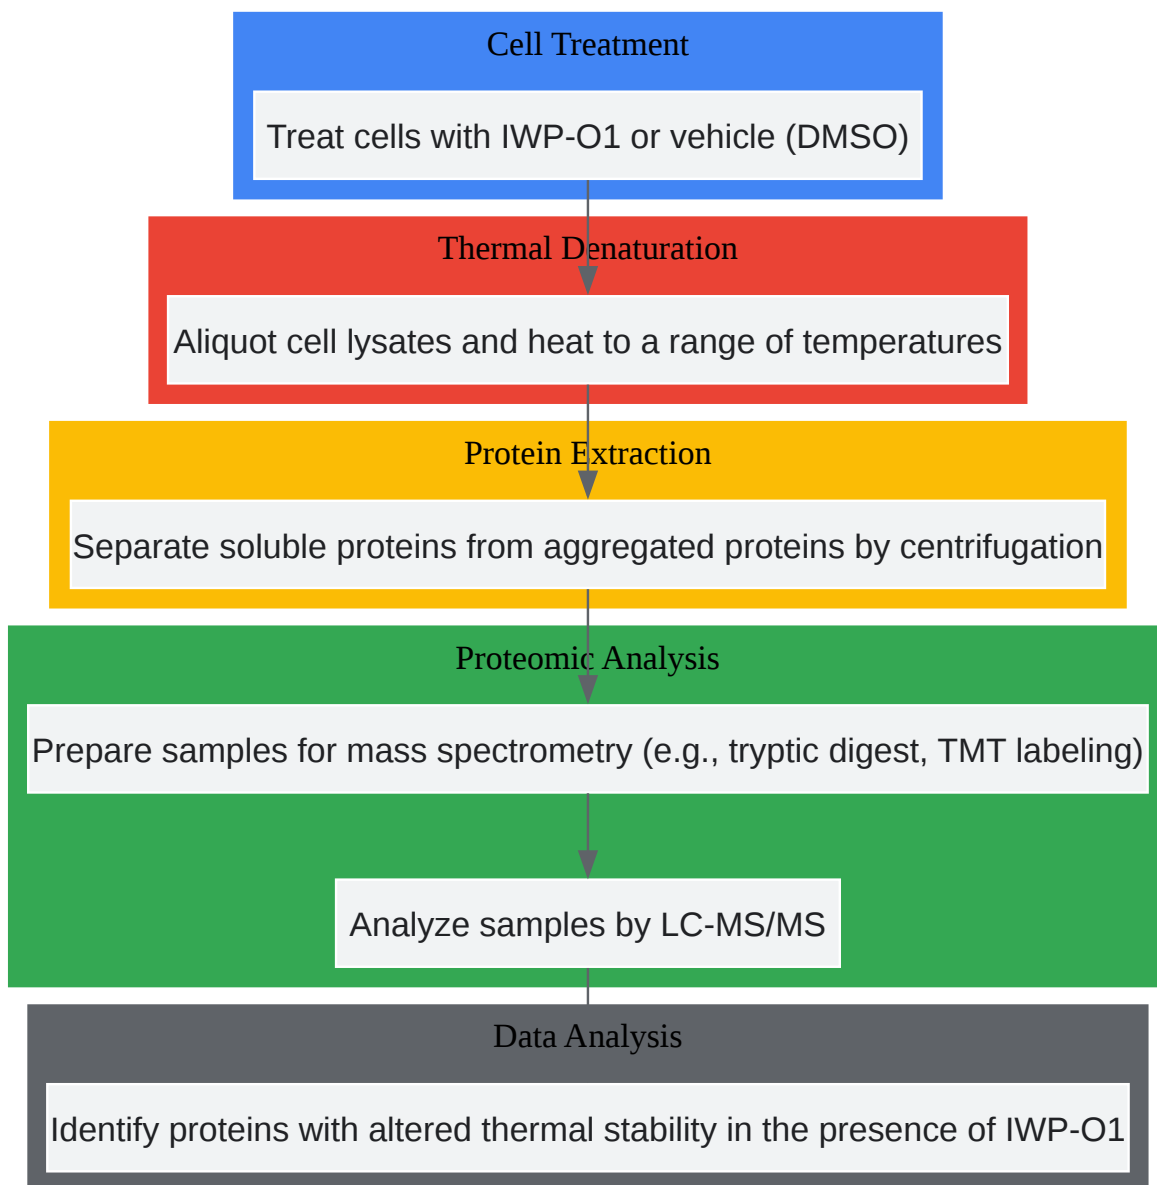 Cell Treatment
Treat cells with IWP-O1 or vehicle (DMSO)
Thermal Denaturation
Aliquot cell lysates and heat to a range of temperatures
Protein Extraction
Separate soluble proteins from aggregated proteins by centrifugation
Proteomic Analysis
Prepare samples for mass spectrometry (e.g., tryptic digest, TMT labeling)
Analyze samples by LC-MS/MS
Data Analysis
Identify proteins with altered thermal stability in the presence of IWP-O1